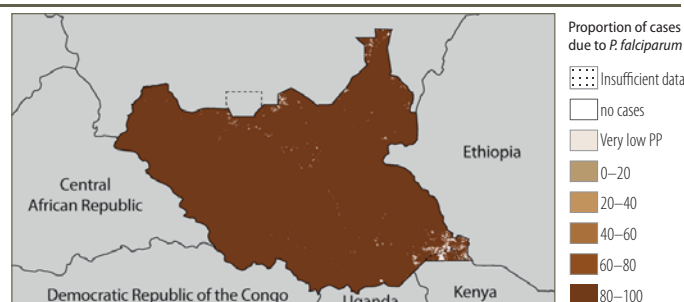 Proportion of cases
due to P. falciparum
Insufficient data
no cases
Very low PP
0–20
20–40
40–60
60–80
80–100
Ethiopia
Central
African Republic
Democratic Republic of the Congo
Uganda
Kenya